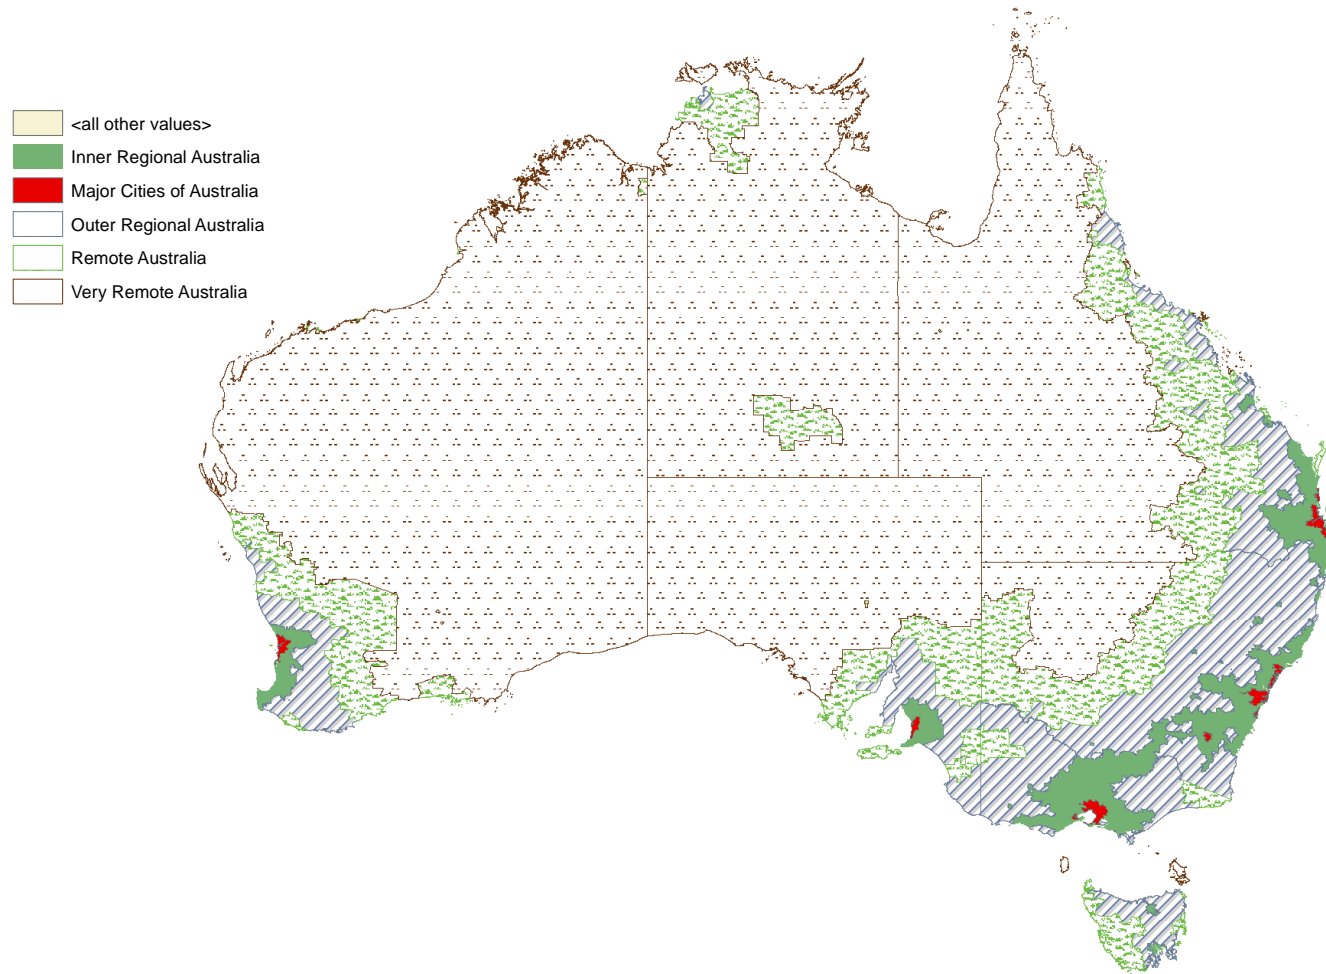 <all other values>
Inner Regional Australia
Major Cities of Australia
Outer Regional Australia
Remote Australia
Very Remote Australia